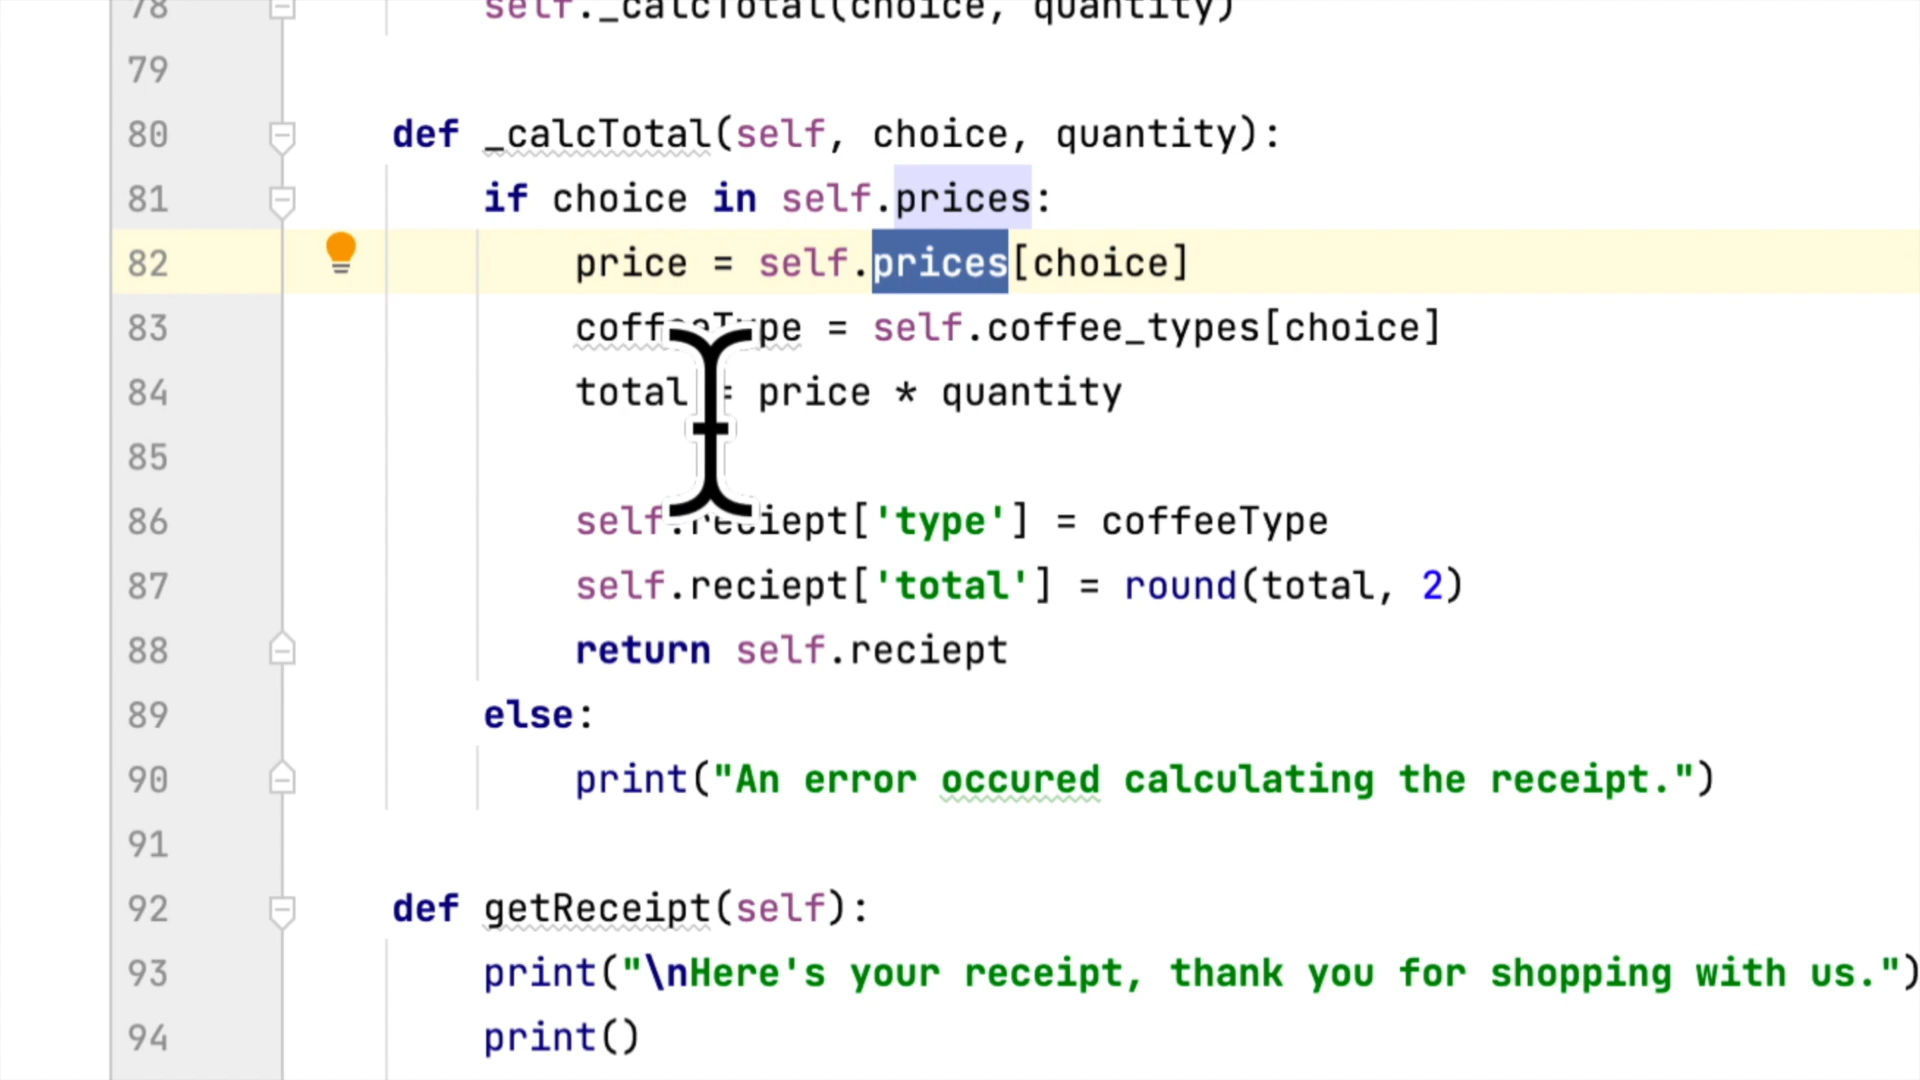 78 self._calcTotal(choice, quantity)
79
80 def _calcTotal(self, choice, quantity):
81 if choice in self.prices:
82 price = self.prices[choice]
83 coffeeType = self.coffee_types[choice]
84 total = price * quantity
85
86 self.reciept['type'] = coffeeType
87 self.reciept['total'] = round(total, 2)
88 return self.reciept
89 else:
90 print("An error occured calculating the receipt.")
91
92 def getReceipt(self):
93 print("\nHere's your receipt, thank you for shopping with us.")
94 print()